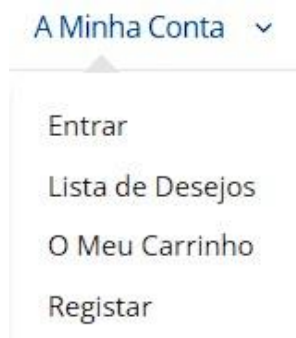 A Minha Conta
Entrar
Lista de Desejos
O Meu Carrinho
Registar